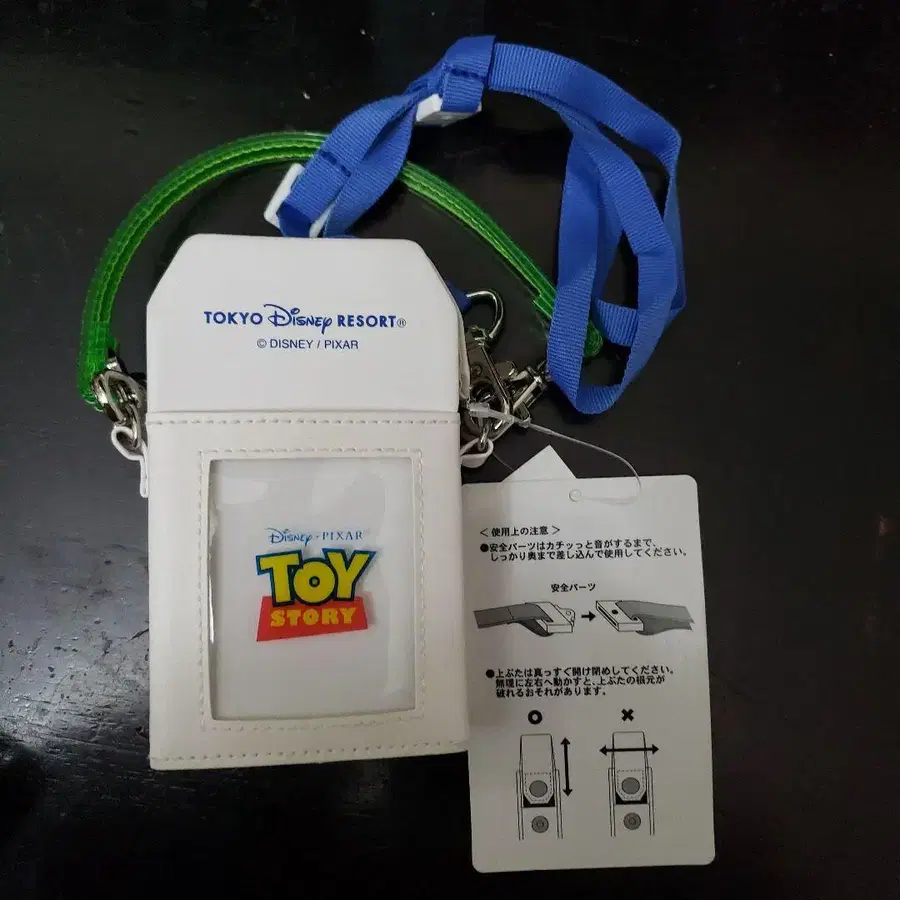 TOKYO Disney RESORT®
© DISNEY / PIXAR
Disney · PIXAR
TOY
STORY
＜使用上の注意＞
●安全パーツはカチッっと音がするまで、
しっかり奥まで差し込んで使用してください。
安全パーツ
●上ぶたは真っすぐ開け閉めしてください。
無理に左右へ動かすと、上ぶたの根元が
破れるおそれがあります。